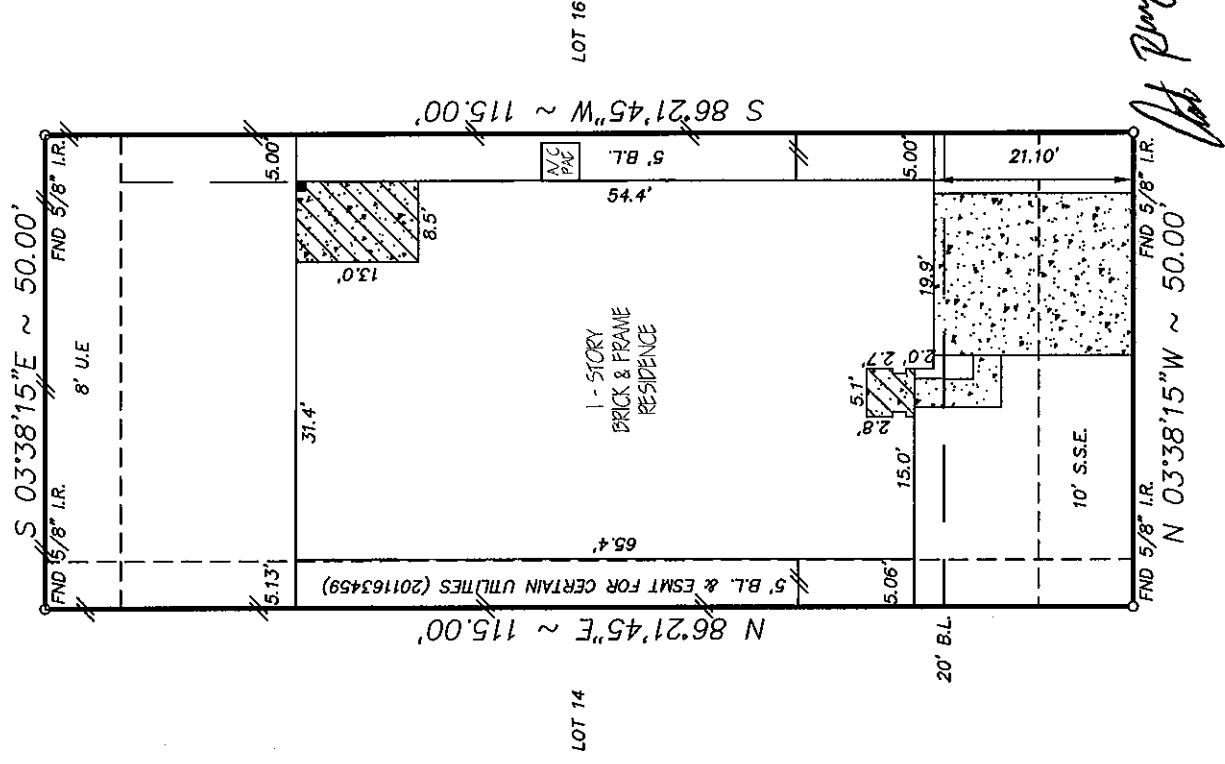 S 03°38'15"E ~ 50.00'
FND 5/8" I.R.
FND 5/8" I.R.
8' U.E
5.13'
31.4'
5.00'
13.0'
8.5'
LOT 16
S 86°21'45"W ~ 115.00'
A/C
PAD
5' B.L.
54.4'
1 - STORY
BRICK & FRAME
RESIDENCE
65.4'
5' B.L. & ESMT FOR CERTAIN UTILITIES (201163459)
N 86°21'45"E ~ 115.00'
LOT 14
5.06'
15.0'
2.8'
5.1'
2.7'
2.0'
19.9'
5.00'
20' B.L.
21.10'
10' S.S.E.
FND 5/8" I.R.
FND 5/8" I.R.
N 03°38'15"W ~ 50.00'